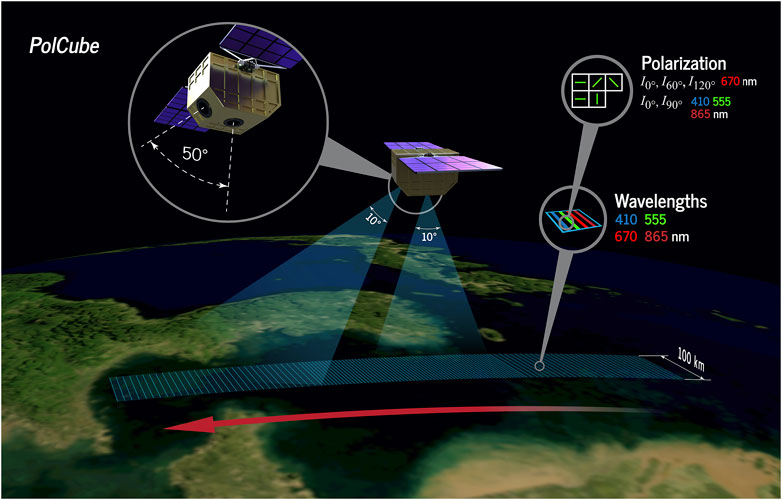 PolCube
50°
10°
10°
Polarization
I0°, I60°, I120° 670 nm
I0°, I90° 410 555
865 nm
Wavelengths
410 555
670 865 nm
100 km